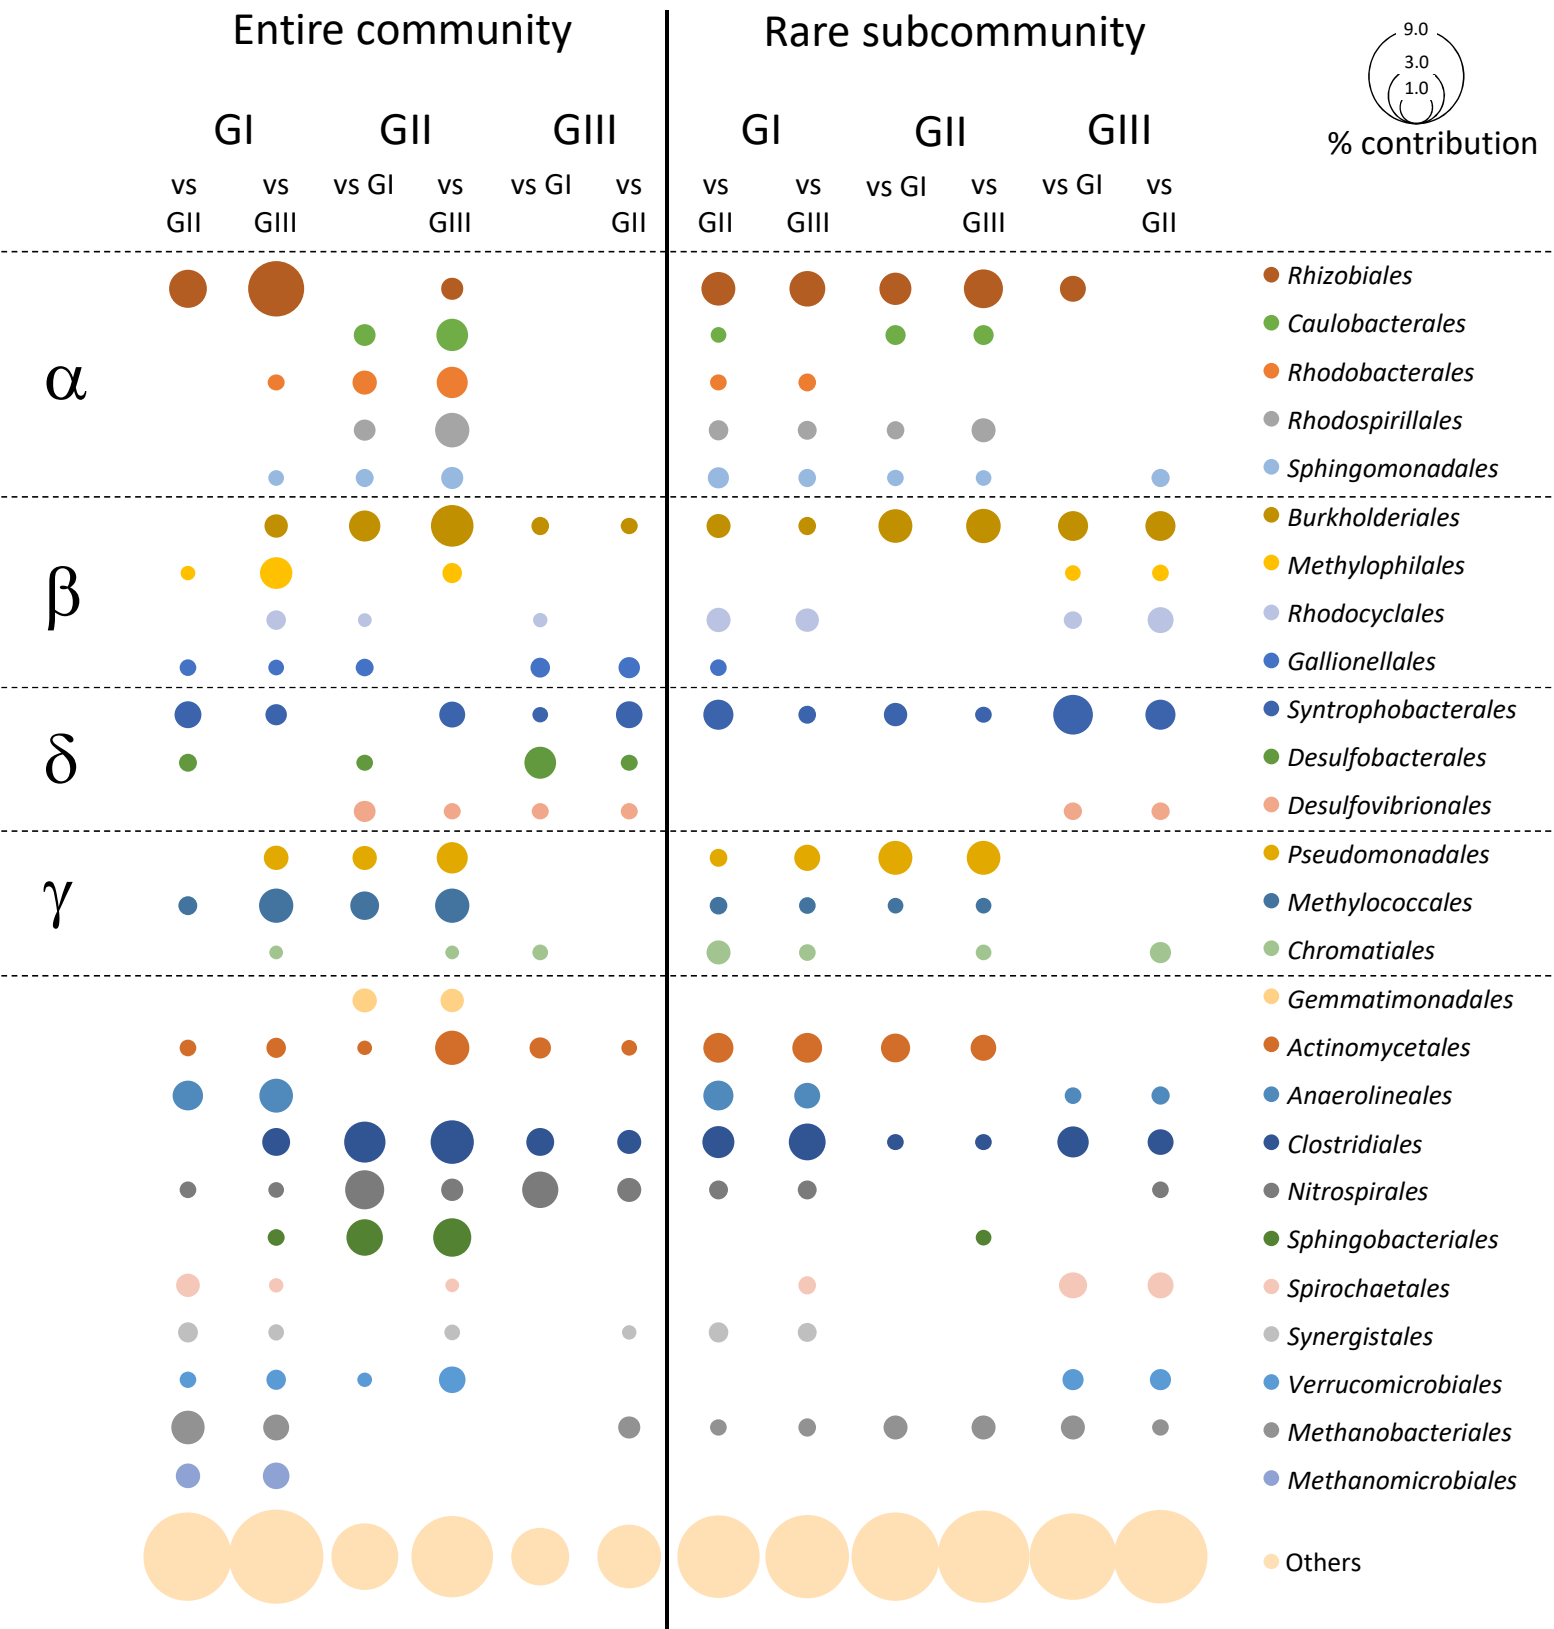 Entire community
Rare subcommunity
9.0
3.0
1.0
% contribution
GI GII GIII GI GII GIII
vs vs vs GI vs vs GI vs vs vs vs GI vs vs GI vs
GII GIII GIII GII GII GIII GIII GII
α
Rhizobiales
Caulobacterales
Rhodobacterales
Rhodospirillales
Sphingomonadales
β
Burkholderiales
Methylophilales
Rhodocyclales
Gallionellales
δ
Syntrophobacterales
Desulfobacterales
Desulfovibrionales
γ
Pseudomonadales
Methylococcales
Chromatiales
Gemmatimonadales
Actinomycetales
Anaerolineales
Clostridiales
Nitrospirales
Sphingobacteriales
Spirochaetales
Synergistales
Verrucomicrobiales
Methanobacteriales
Methanomicrobiales
Others